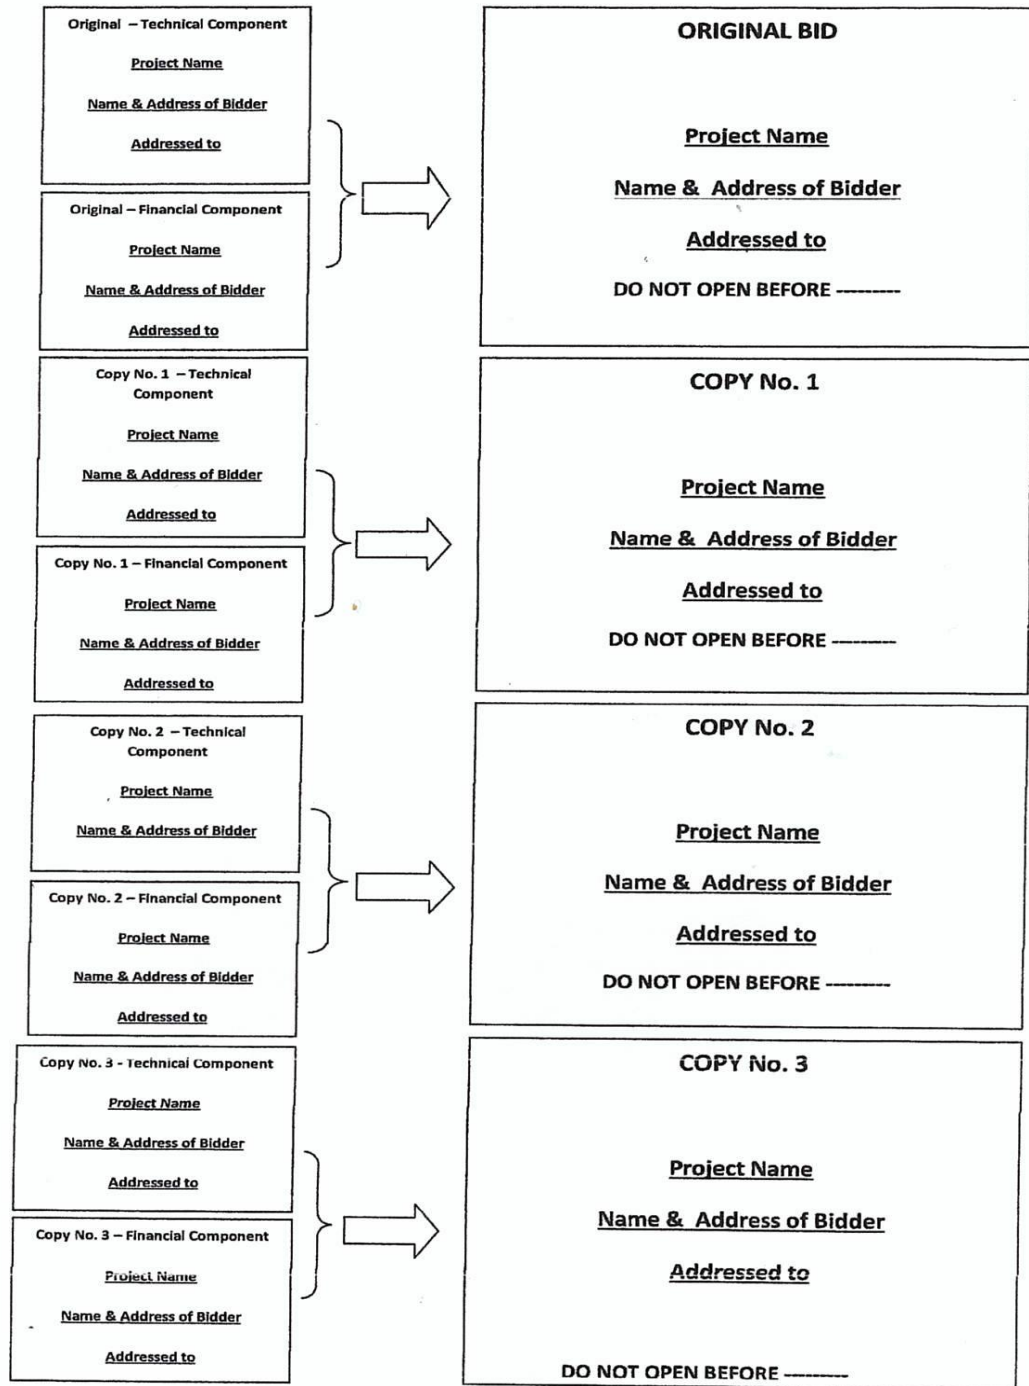 Original – Technical Component
Project Name
Name & Address of Bidder
Addressed to
Original – Financial Component
Project Name
Name & Address of Bidder
Addressed to
ORIGINAL BID
Project Name
Name & Address of Bidder
Addressed to
DO NOT OPEN BEFORE ---------
Copy No. 1 – Technical
Component
Project Name
Name & Address of Bidder
Addressed to
Copy No. 1 – Financial Component
Project Name
Name & Address of Bidder
Addressed to
COPY No. 1
Project Name
Name & Address of Bidder
Addressed to
DO NOT OPEN BEFORE ---------
Copy No. 2 – Technical
Component
Project Name
Name & Address of Bidder
Copy No. 2 – Financial Component
Project Name
Name & Address of Bidder
Addressed to
COPY No. 2
Project Name
Name & Address of Bidder
Addressed to
DO NOT OPEN BEFORE ---------
Copy No. 3 - Technical Component
Project Name
Name & Address of Bidder
Addressed to
Copy No. 3 – Financial Component
Project Name
Name & Address of Bidder
Addressed to
COPY No. 3
Project Name
Name & Address of Bidder
Addressed to
DO NOT OPEN BEFORE ---------